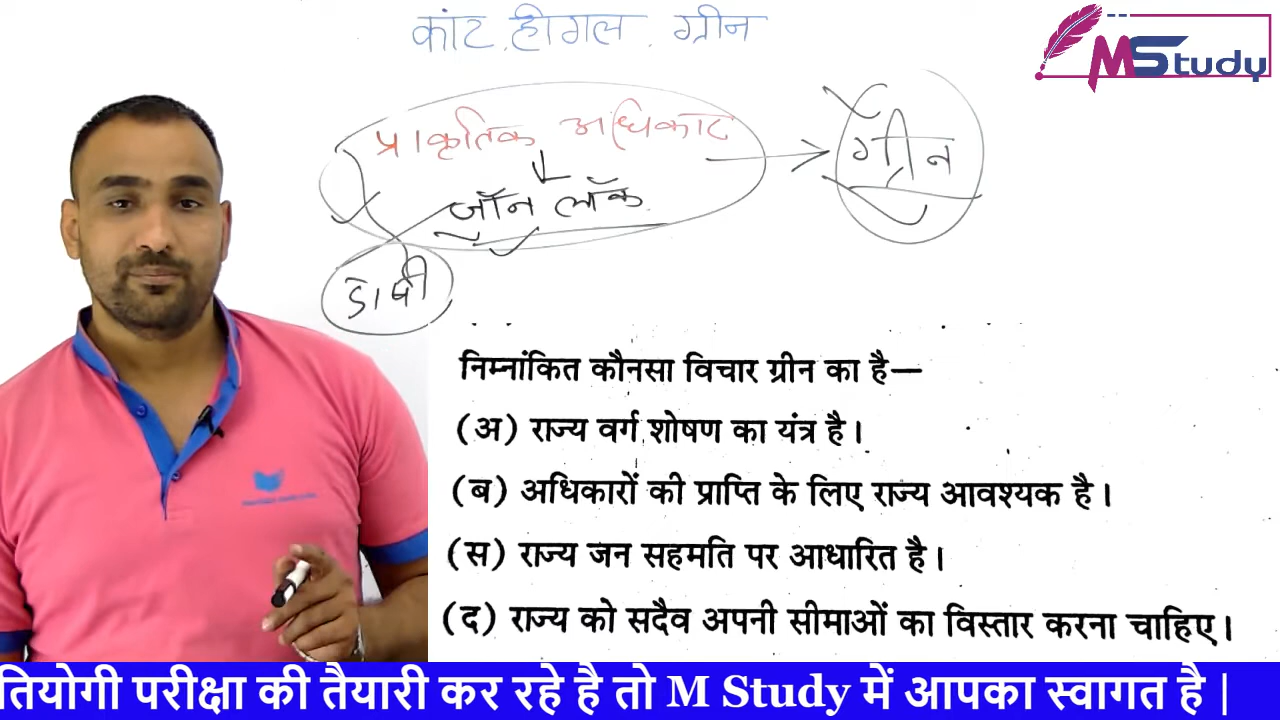 कांट, हीगल, ग्रीन
MStudy
प्राकृतिक अधिकार
ग्रीन
जॉन लॉक
निम्नांकित कौनसा विचार ग्रीन का है—
(अ) राज्य वर्ग शोषण का यंत्र है।
(ब) अधिकारों की प्राप्ति के लिए राज्य आवश्यक है।
(स) राज्य जन सहमति पर आधारित है।
(द) राज्य को सदैव अपनी सीमाओं का विस्तार करना चाहिए।
तियोगी परीक्षा की तैयारी कर रहे है तो M Study में आपका स्वागत है |